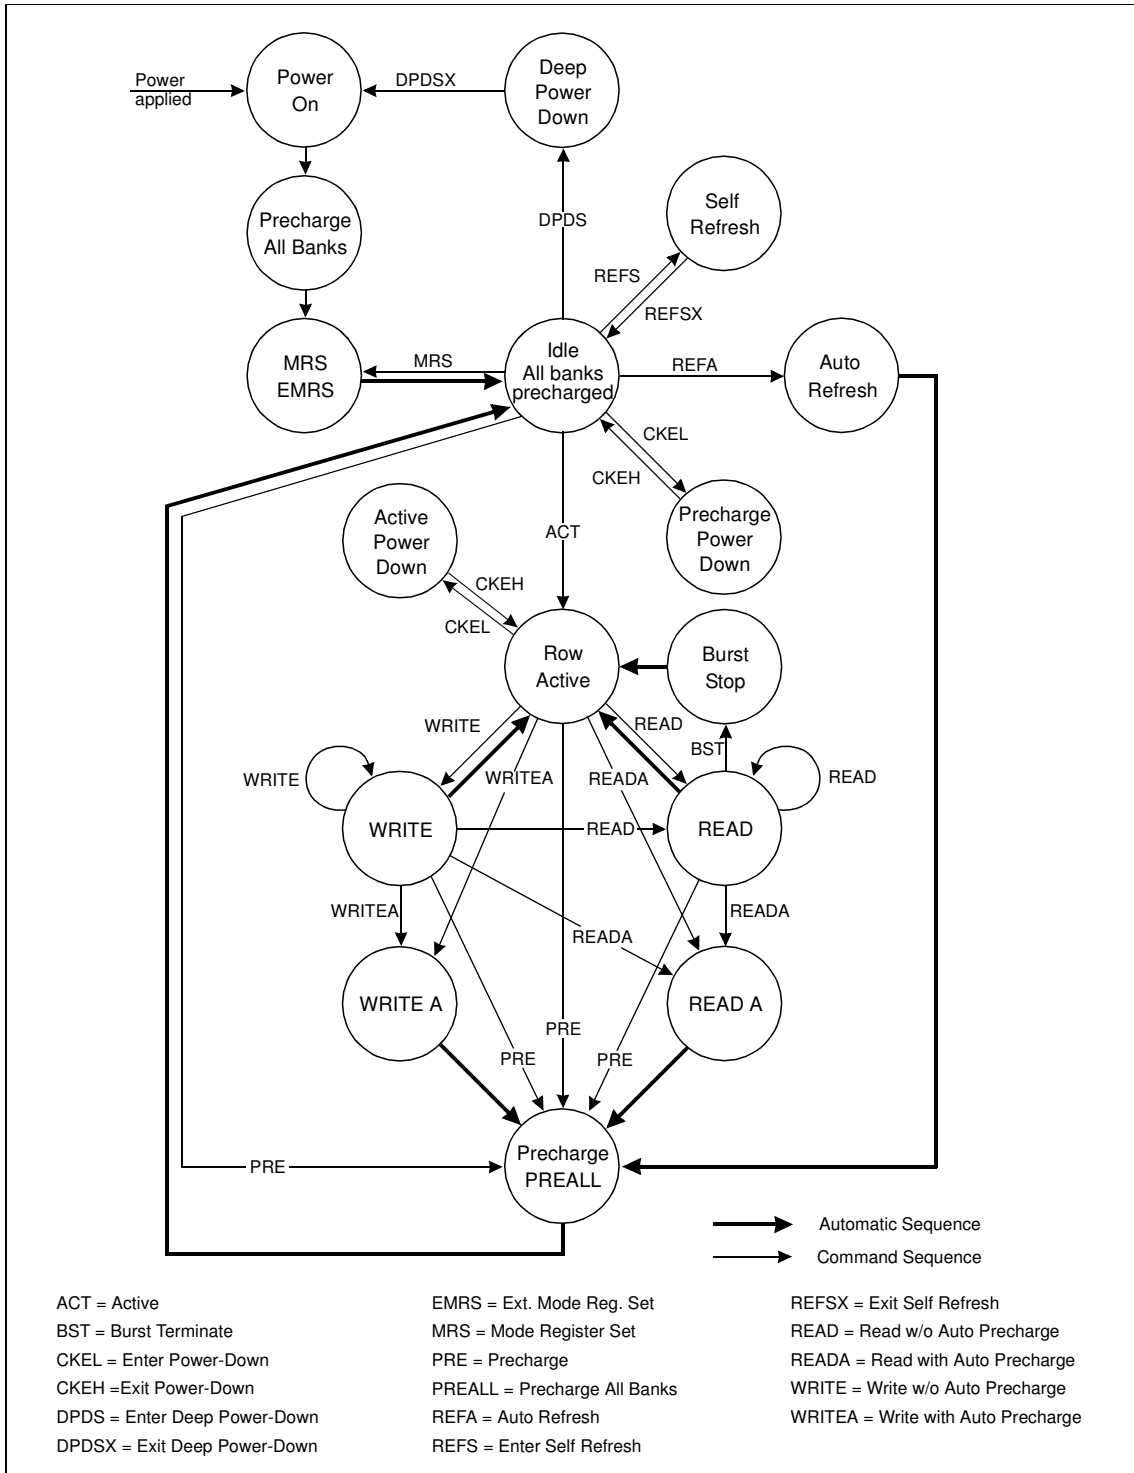 Power
applied
Power
On
DPDSX
Deep
Power
Down
Precharge
All Banks
DPDS
Self
Refresh
REFS
REFSX
MRS
EMRS
MRS
Idle
All banks
precharged
REFA
Auto
Refresh
CKEL
CKEH
Active
Power
Down
ACT
Precharge
Power
Down
CKEH
CKEL
Row
Active
Burst
Stop
WRITE
READ
BST
WRITE
WRITEA
READA
READ
WRITE
READ
READ
WRITEA
READA
READA
WRITE A
READ A
PRE
PRE
PRE
PRE
Precharge
PREALL
Automatic Sequence
Command Sequence
ACT = Active
BST = Burst Terminate
CKEL = Enter Power-Down
CKEH =Exit Power-Down
DPDS = Enter Deep Power-Down
DPDSX = Exit Deep Power-Down
EMRS = Ext. Mode Reg. Set
MRS = Mode Register Set
PRE = Precharge
PREALL = Precharge All Banks
REFA = Auto Refresh
REFS = Enter Self Refresh
REFSX = Exit Self Refresh
READ = Read w/o Auto Precharge
READA = Read with Auto Precharge
WRITE = Write w/o Auto Precharge
WRITEA = Write with Auto Precharge